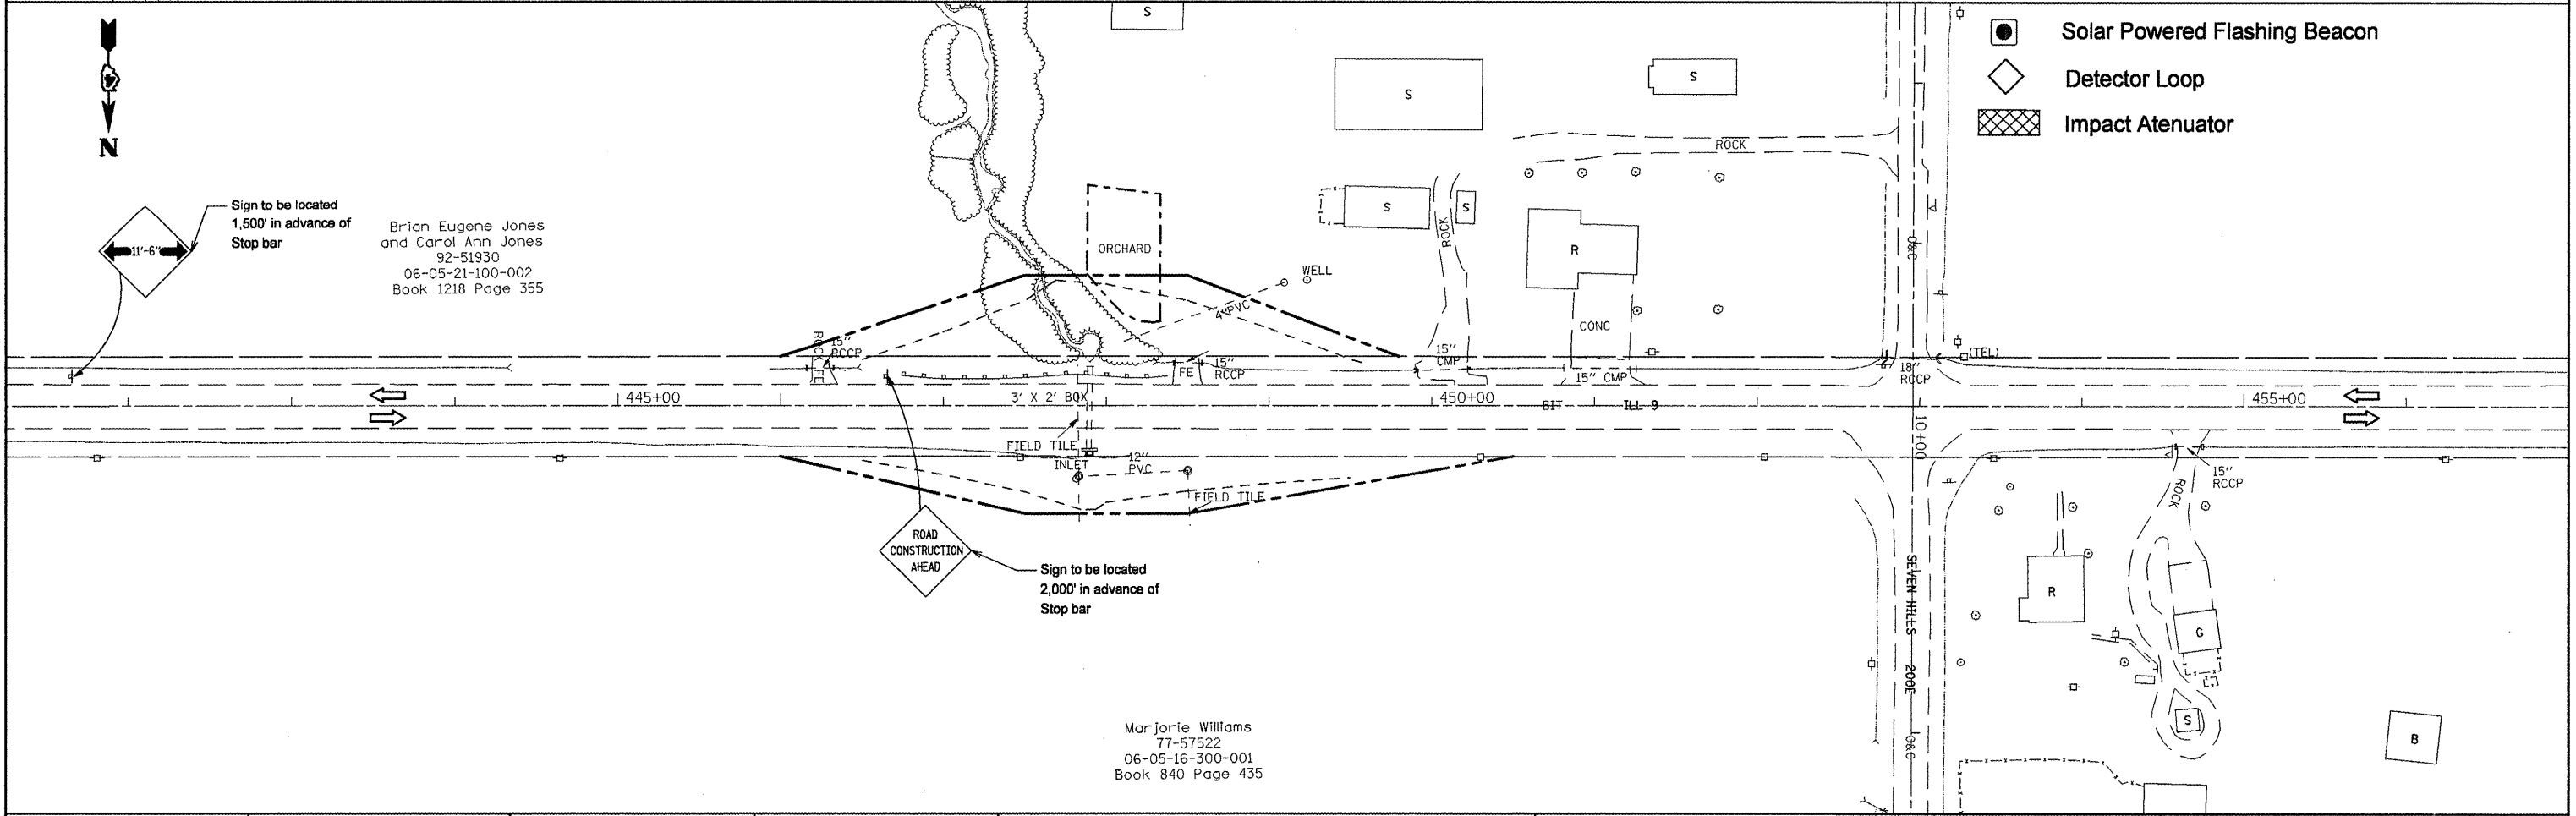 S
Solar Powered Flashing Beacon
Detector Loop
Impact Atenuator
N
S
S
ROCK
Sign to be located
1,500' in advance of
Stop bar
11'-6"
Brian Eugene Jones
and Carol Ann Jones
92-51930
06-05-21-100-002
Book 1218 Page 355
ORCHARD
S
S
ROCK
R
WELL
4" PVC
CONC
O&C
ROCK
FE
15"
RCCP
FE
15"
RCCP
15"
CMP
15" CMP
18"
RCCP
(TEL)
445+00
3' X 2' BOX
450+00
BIT
ILL 9
455+00
10+00
FIELD TILE
INLET
12"
PVC
FIELD TILE
15"
RCCP
ROCK
ROAD
CONSTRUCTION
AHEAD
Sign to be located
2,000' in advance of
Stop bar
SEVEN HILLS
200E
O&C
R
G
S
B
Marjorie Williams
77-57522
06-05-16-300-001
Book 840 Page 435